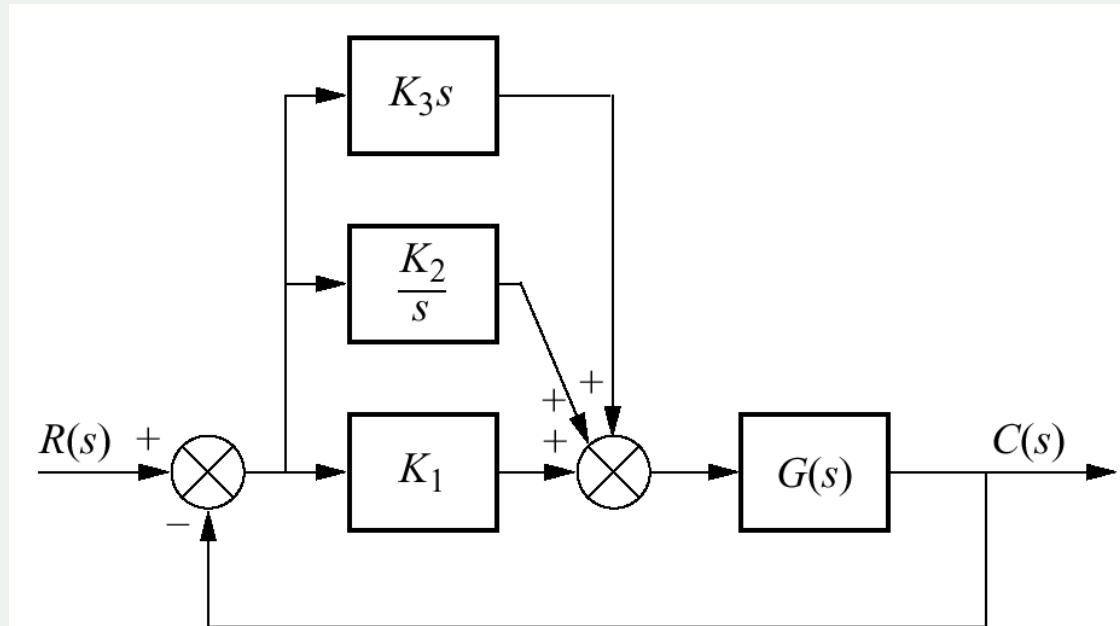 K₃s
K₂
s
+
+
R(s) +
+
K₁
G(s)
C(s)
−